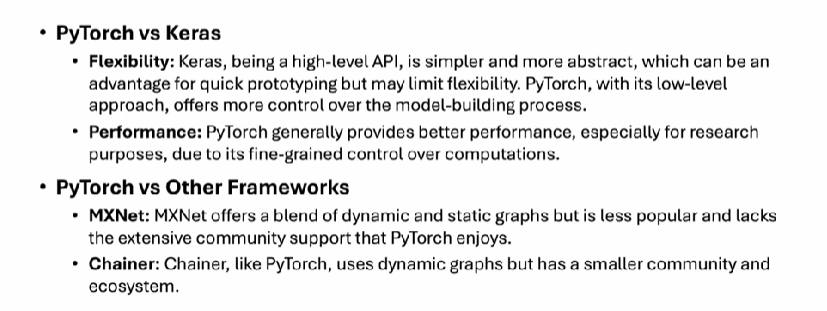 • PyTorch vs Keras
• Flexibility: Keras, being a high-level API, is simpler and more abstract, which can be an
advantage for quick prototyping but may limit flexibility. PyTorch, with its low-level
approach, offers more control over the model-building process.
• Performance: PyTorch generally provides better performance, especially for research
purposes, due to its fine-grained control over computations.
• PyTorch vs Other Frameworks
• MXNet: MXNet offers a blend of dynamic and static graphs but is less popular and lacks
the extensive community support that PyTorch enjoys.
• Chainer: Chainer, like PyTorch, uses dynamic graphs but has a smaller community and
ecosystem.